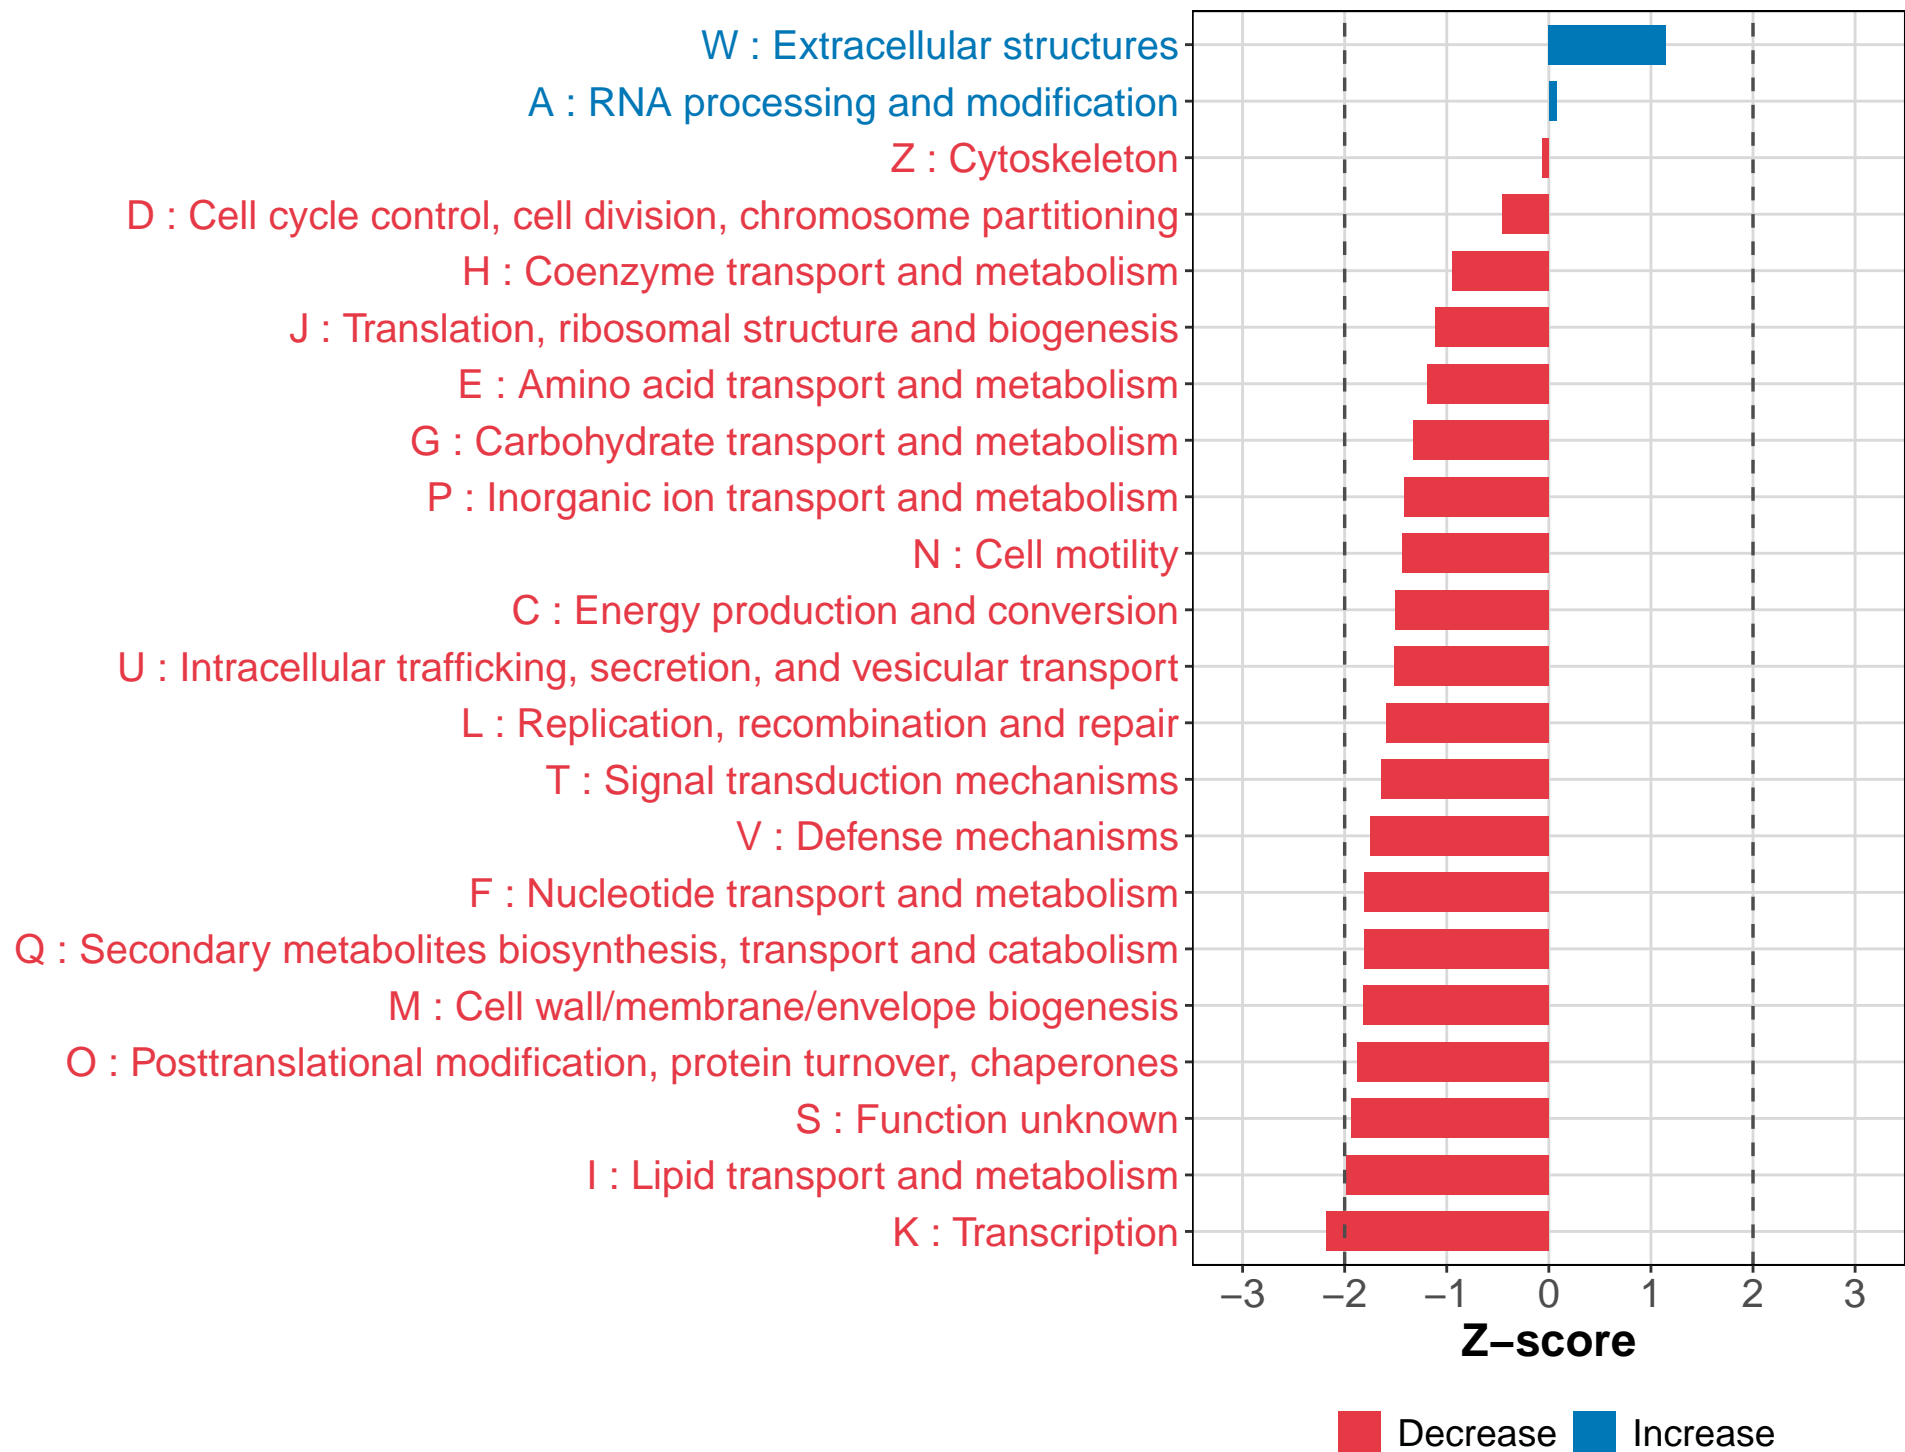 W : Extracellular structures
A : RNA processing and modification
Z : Cytoskeleton
D : Cell cycle control, cell division, chromosome partitioning
H : Coenzyme transport and metabolism
J : Translation, ribosomal structure and biogenesis
E : Amino acid transport and metabolism
G : Carbohydrate transport and metabolism
P : Inorganic ion transport and metabolism
N : Cell motility
C : Energy production and conversion
U : Intracellular trafficking, secretion, and vesicular transport
L : Replication, recombination and repair
T : Signal transduction mechanisms
V : Defense mechanisms
F : Nucleotide transport and metabolism
Q : Secondary metabolites biosynthesis, transport and catabolism
M : Cell wall/membrane/envelope biogenesis
O : Posttranslational modification, protein turnover, chaperones
S : Function unknown
I : Lipid transport and metabolism
K : Transcription
−3 −2 −1 0 1 2 3
Z−score
Decrease Increase